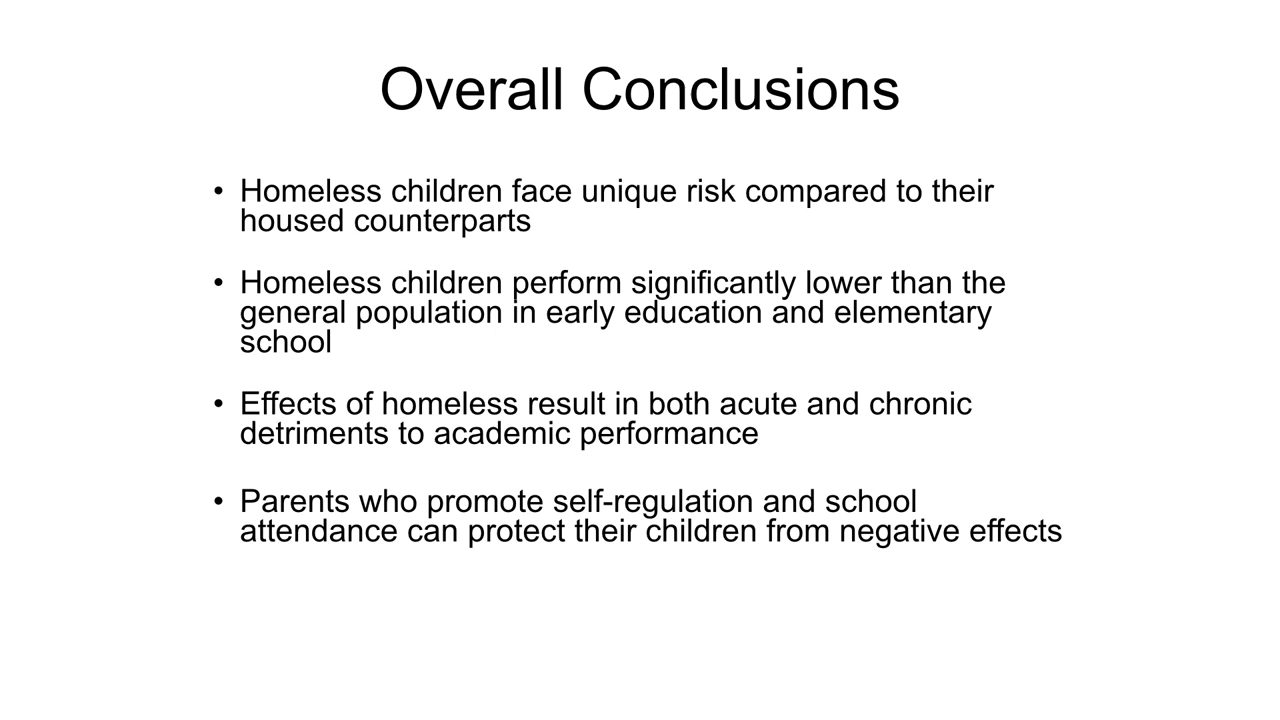 Overall Conclusions
• Homeless children face unique risk compared to their
housed counterparts
• Homeless children perform significantly lower than the
general population in early education and elementary
school
• Effects of homeless result in both acute and chronic
detriments to academic performance
• Parents who promote self-regulation and school
attendance can protect their children from negative effects